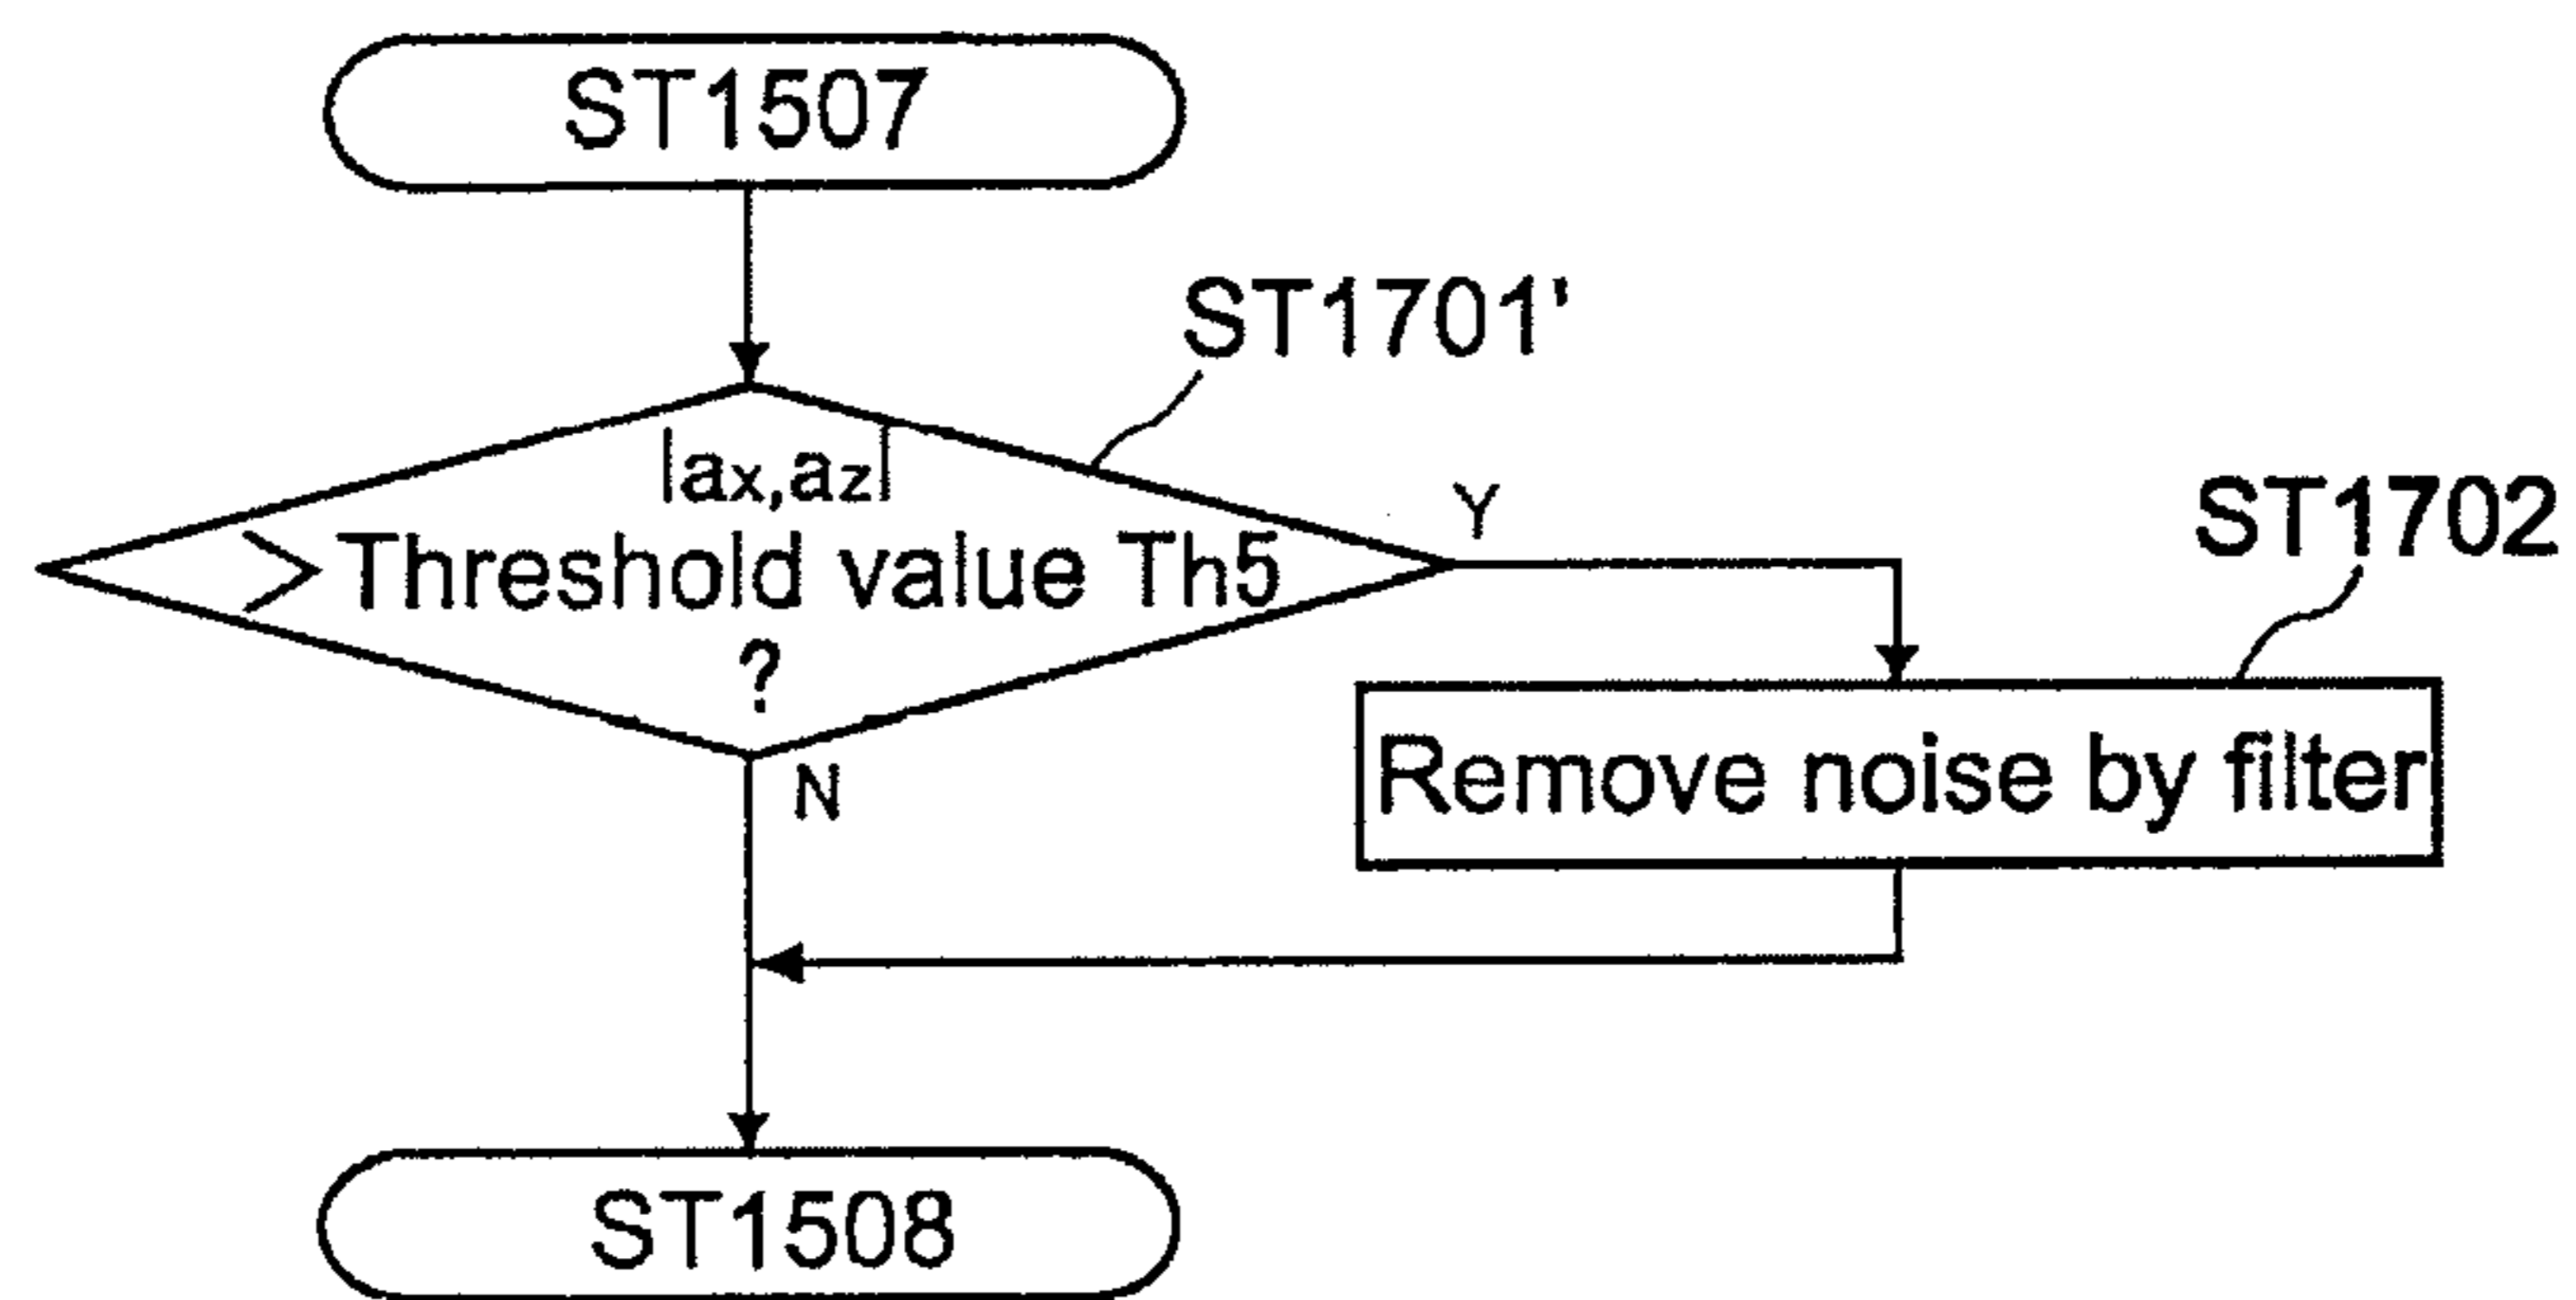 ST1507
ST1701'
|ax,az|
Y
ST1702
> Threshold value Th5
?
Remove noise by filter
N
ST1508